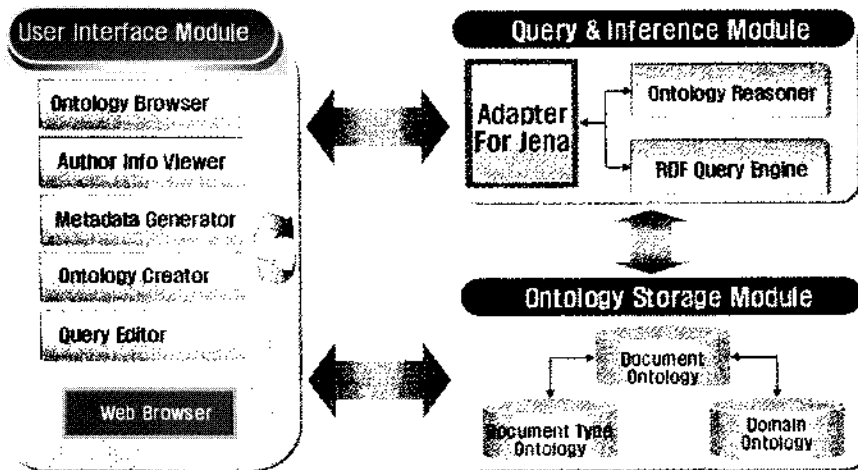 User Interface Module
Ontology Browser
Author Info Viewer
Metadata Generator
Ontology Creator
Query Editor
Web Browser
Query & Inference Module
Adapter
For Jena
Ontology Reasoner
RDF Query Engine
Ontology Storage Module
Document
Ontology
Document Type
Ontology
Domain
Ontology